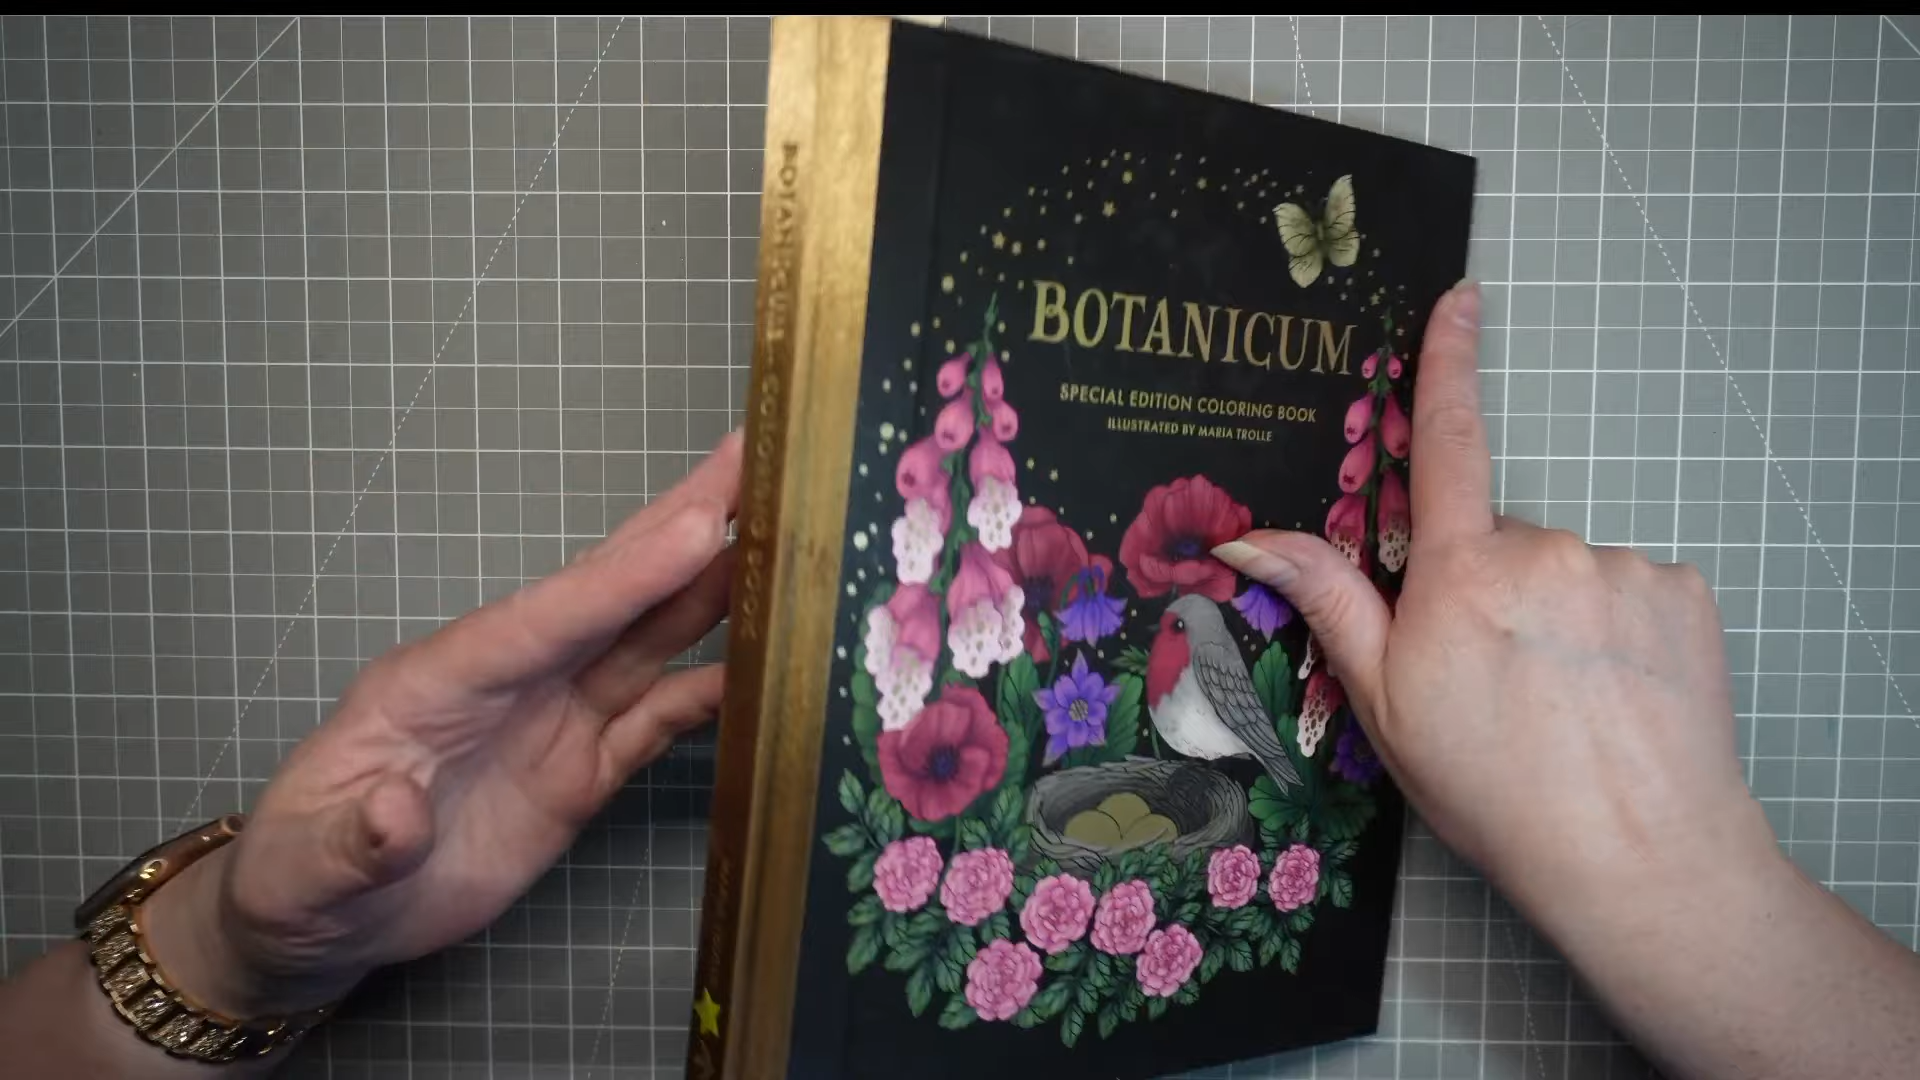 BOTANICUM
SPECIAL EDITION COLORING BOOK
ILLUSTRATED BY MARIA TROLLE
BOTANICUM COLORING BOOK